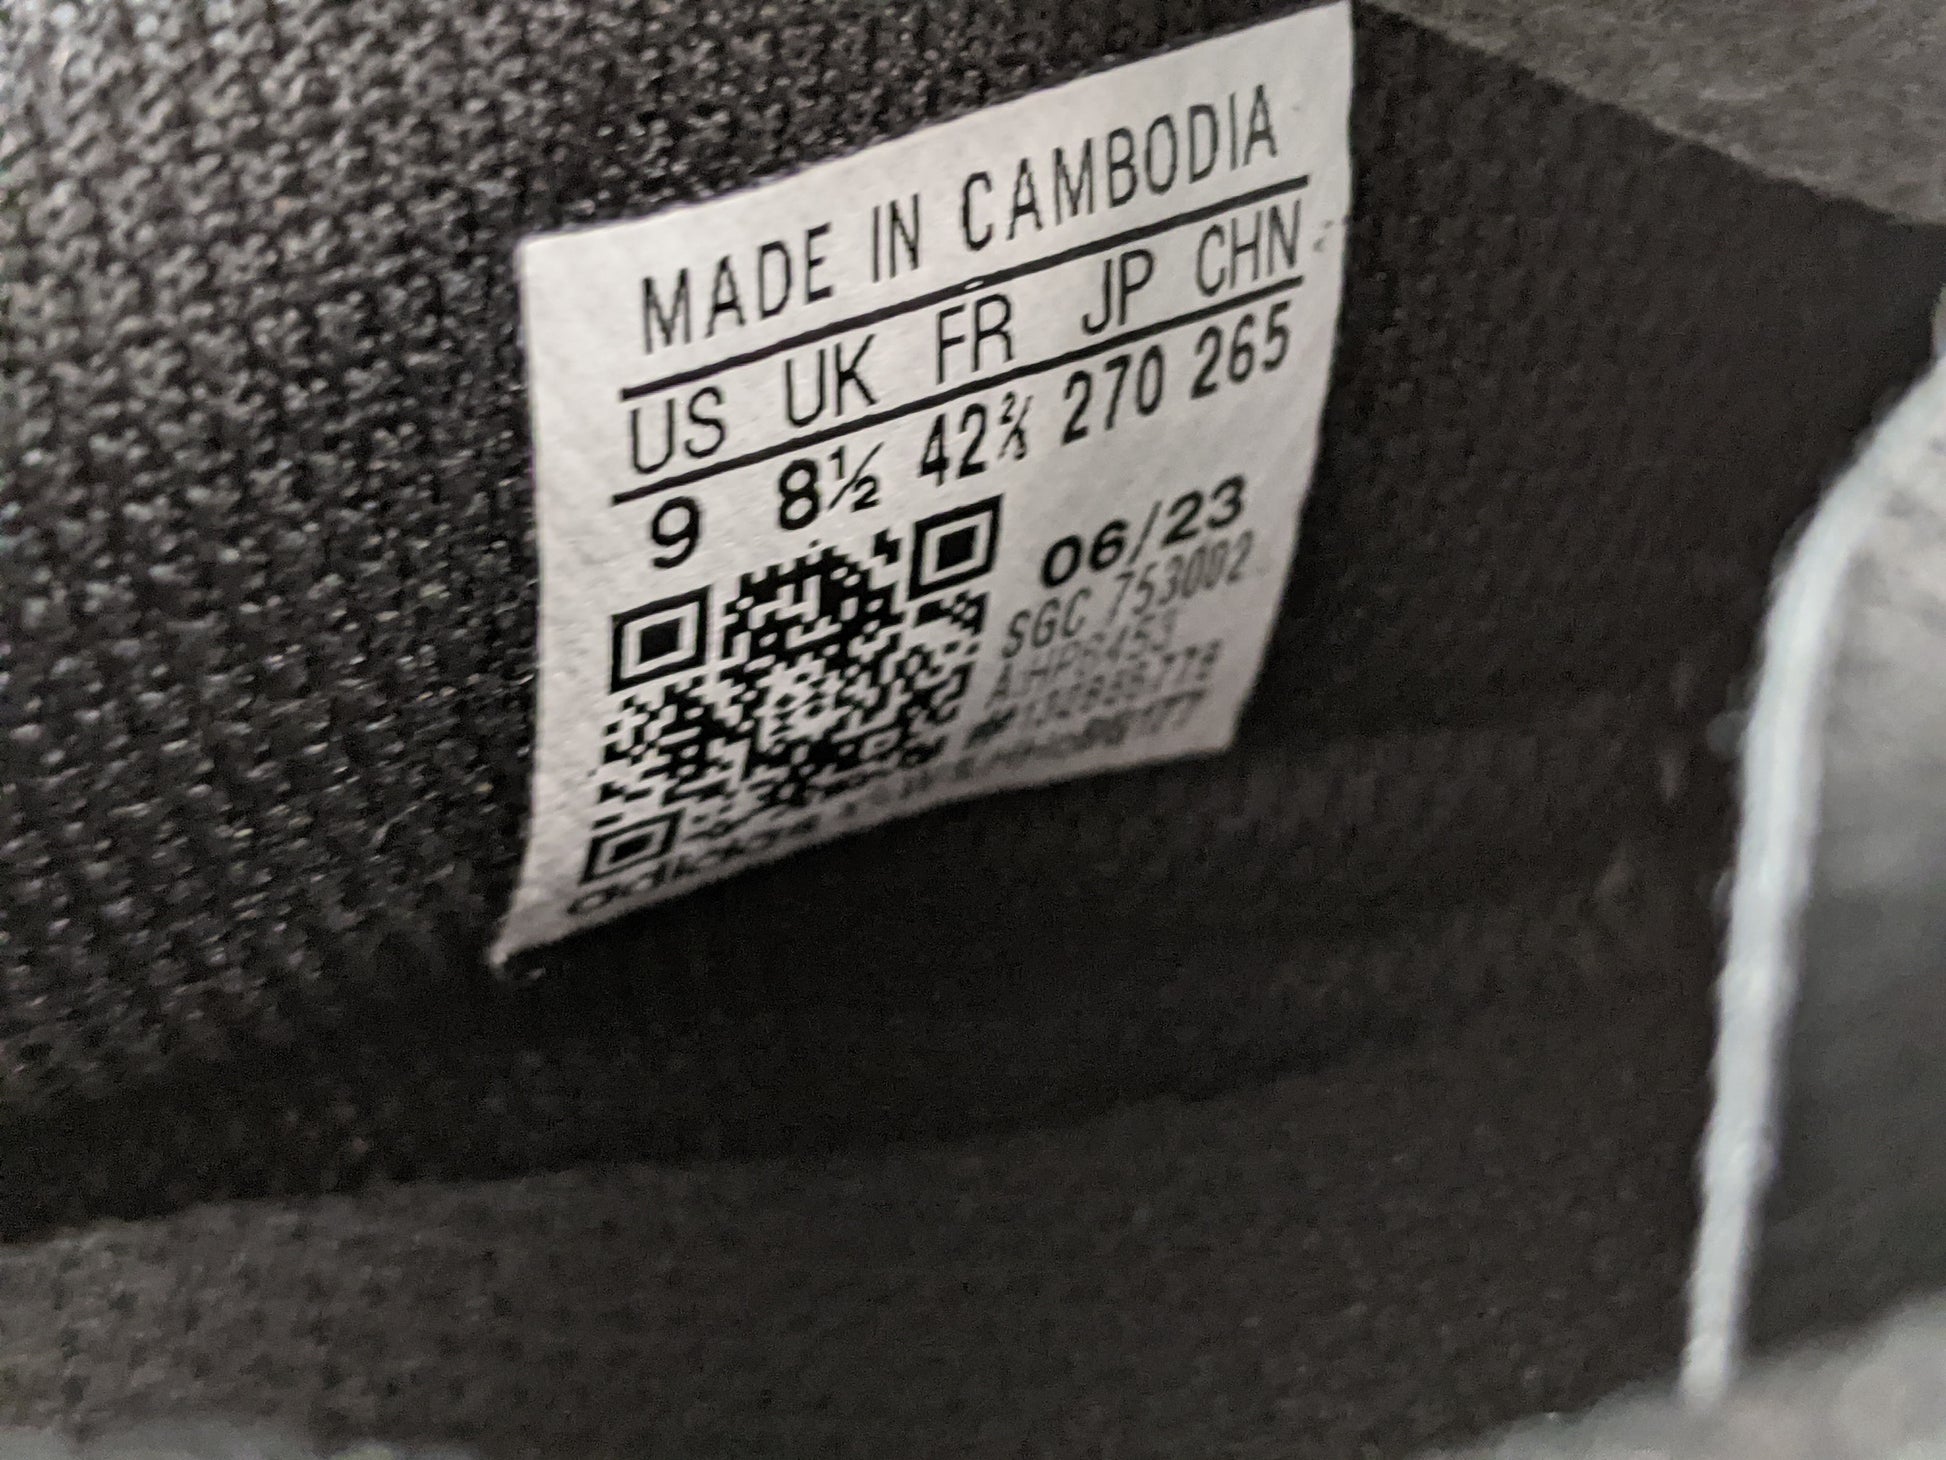 MADE IN CAMBODIA
US UK FR JP CHN
9 8½ 42⅔ 270 265
06/23
SGC 753002